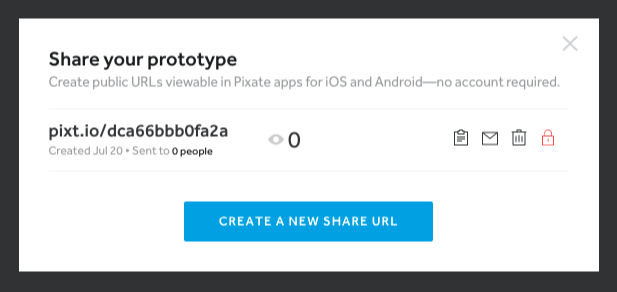 Share your prototype
Create public URLs viewable in Pixate apps for iOS and Android—no account required.
pixt.io/dca66bbb0fa2a
0
Created Jul 20 • Sent to 0 people
CREATE A NEW SHARE URL